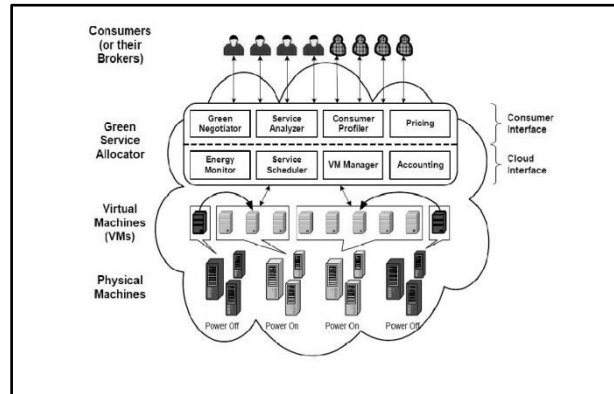 Consumers
(or their
Brokers)
Green
Service
Allocator
Green
Negotiator
Service
Analyzer
Consumer
Profiler
Pricing
Consumer
Interface
Energy
Monitor
Service
Scheduler
VM Manager
Accounting
Cloud
Interface
Virtual
Machines
(VMs)
Physical
Machines
Power Off
Power On
Power On
Power Off